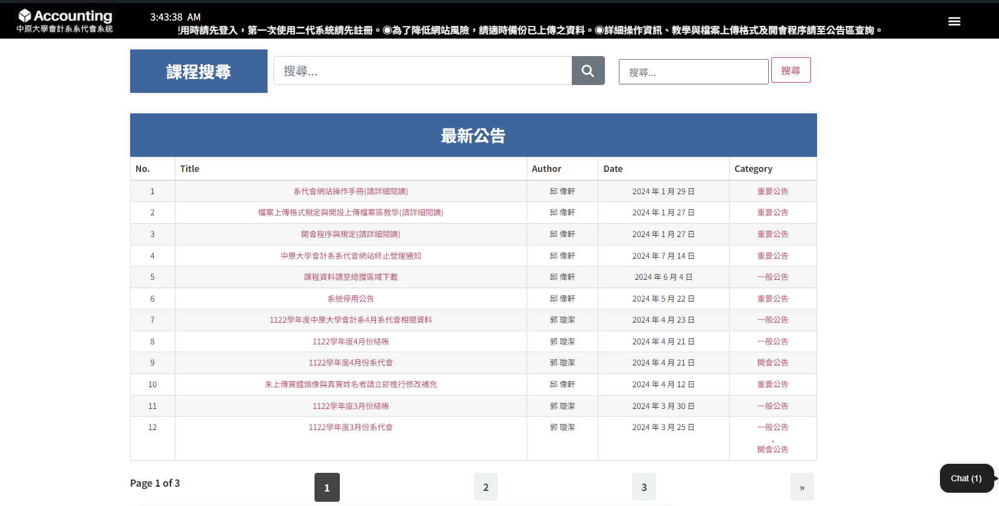 Accounting
中原大學會計系系代會系統
3:43:38 AM
用時請先登入，第一次使用二代系統請先註冊。◉為了降低網站風險，請適時備份已上傳之資料。◉詳細操作資訊、教學與檔案上傳格式及開會程序請至公告區查詢。
課程搜尋
搜尋...
搜尋...
搜尋
最新公告
No. Title Author Date Category
1 系代會網站操作手冊(請詳細閱讀) 邱 偉軒 2024 年 1 月 29 日 重要公告
2 檔案上傳格式規定與開設上傳檔案區教學(請詳細閱讀) 邱 偉軒 2024 年 1 月 27 日 重要公告
3 開會程序與規定(請詳細閱讀) 邱 偉軒 2024 年 1 月 27 日 重要公告
4 中原大學會計系系代會網站終止營運通知 邱 偉軒 2024 年 7 月 14 日 重要公告
5 課程資料請至總攬區域下載 邱 偉軒 2024 年 6 月 4 日 一般公告
6 系統停用公告 邱 偉軒 2024 年 5 月 22 日 重要公告
7 1122學年度中原大學會計系4月系代會相關資料 郭 璇潔 2024 年 4 月 23 日 一般公告
8 1122學年度4月份結帳 郭 璇潔 2024 年 4 月 21 日 一般公告
9 1122學年度4月份系代會 郭 璇潔 2024 年 4 月 21 日 開會公告
10 未上傳實體頭像與真實姓名者請立即進行修改補充 邱 偉軒 2024 年 4 月 12 日 重要公告
11 1122學年度3月份結帳 郭 璇潔 2024 年 3 月 30 日 一般公告
12 1122學年度3月份系代會 郭 璇潔 2024 年 3 月 25 日 一般公告
,
開會公告
Page 1 of 3 1 2 3 »
Chat (1)